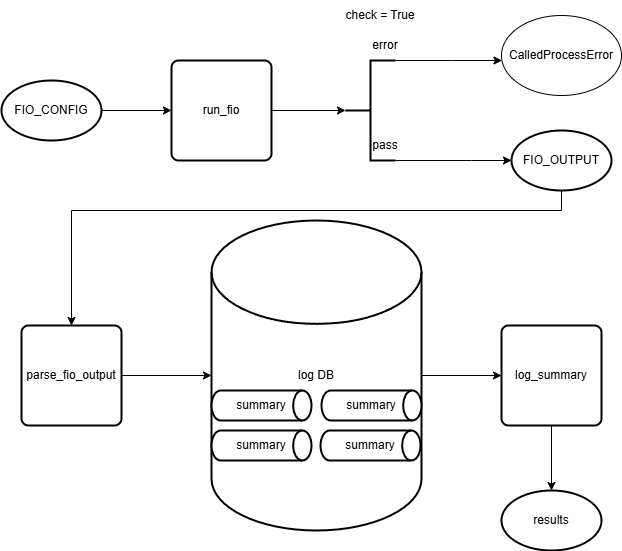 check = True
error
CalledProcessError
FIO_CONFIG
run_fio
pass
FIO_OUTPUT
parse_fio_output
log DB
log_summary
summary
summary
summary
summary
results